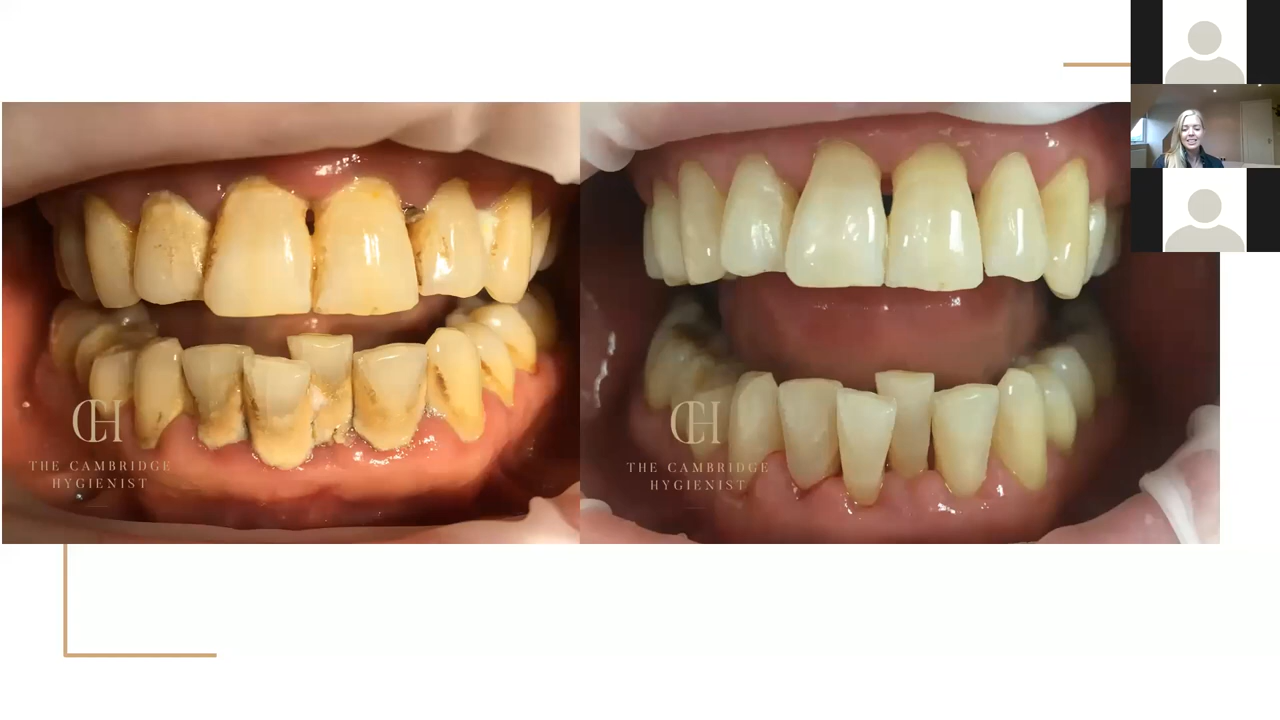 CH
THE CAMBRIDGE
HYGIENIST
CH
THE CAMBRIDGE
HYGIENIST